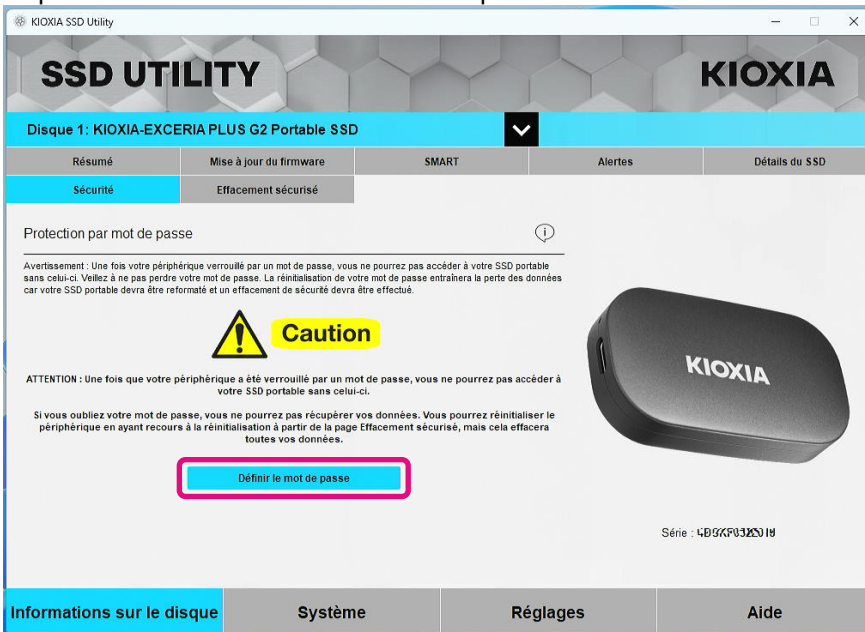 KIOXIA SSD Utility
SSD UTILITY
KIOXIA
Disque 1: KIOXIA-EXCERIA PLUS G2 Portable SSD
Résumé
Mise à jour du firmware
SMART
Alertes
Détails du SSD
Sécurité
Effacement sécurisé
Protection par mot de passe
Avertissement : Une fois votre périphérique verrouillé par un mot de passe, vous ne pourrez pas accéder à votre SSD portable
sans celui-ci. Veillez à ne pas perdre votre mot de passe. La réinitialisation de votre mot de passe entraînera la perte des données
car votre SSD portable devra être reformaté et un effacement de sécurité devra être effectué.
Caution
ATTENTION : Une fois que votre périphérique a été verrouillé par un mot de passe, vous ne pourrez pas accéder à
votre SSD portable sans celui-ci.
Si vous oubliez votre mot de passe, vous ne pourrez pas récupérer vos données. Vous pourrez réinitialiser le
périphérique en ayant recours à la réinitialisation à partir de la page Effacement sécurisé, mais cela effacera
toutes vos données.
Définir le mot de passe
KIOXIA
Série :
Informations sur le disque
Système
Réglages
Aide